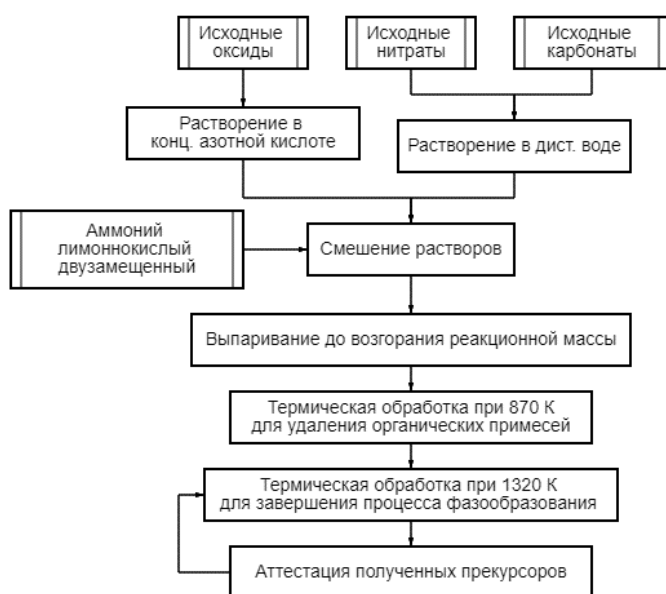 Исходные
оксиды
Исходные
нитраты
Исходные
карбонаты
Растворение в
конц. азотной кислоте
Растворение в дист. воде
Аммоний
лимоннокислый
двузамещенный
Смешение растворов
Выпаривание до возгорания реакционной массы
Термическая обработка при 870 К
для удаления органических примесей
Термическая обработка при 1320 К
для завершения процесса фазообразования
Аттестация полученных прекурсоров